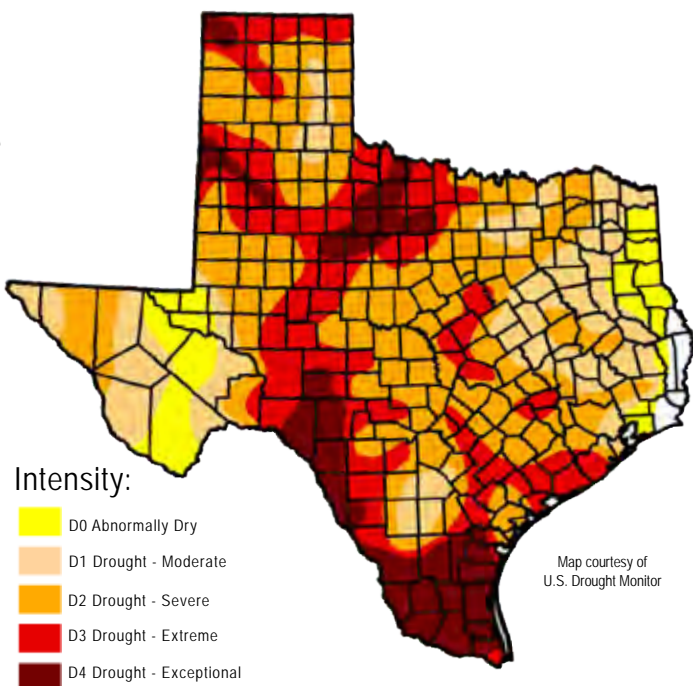 Intensity:
D0 Abnormally Dry
D1 Drought - Moderate
D2 Drought - Severe
D3 Drought - Extreme
D4 Drought - Exceptional
Map courtesy of
U.S. Drought Monitor